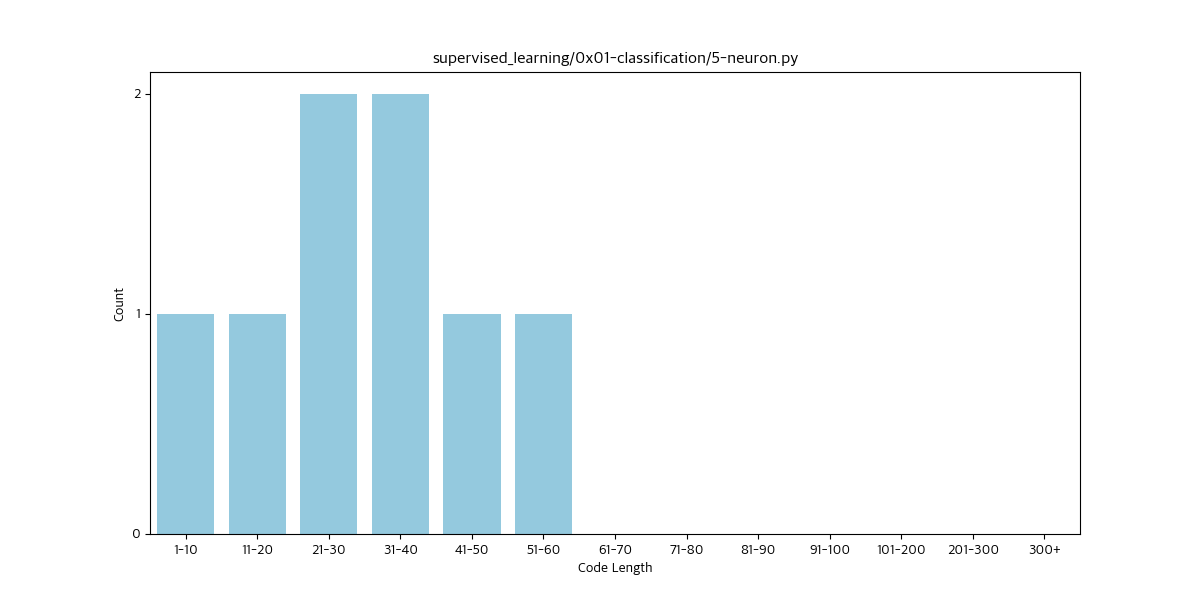 supervised_learning/0x01-classification/5-neuron.py
2
1
0
Count
1-10 11-20 21-30 31-40 41-50 51-60 61-70 71-80 81-90 91-100 101-200 201-300 300+
Code Length